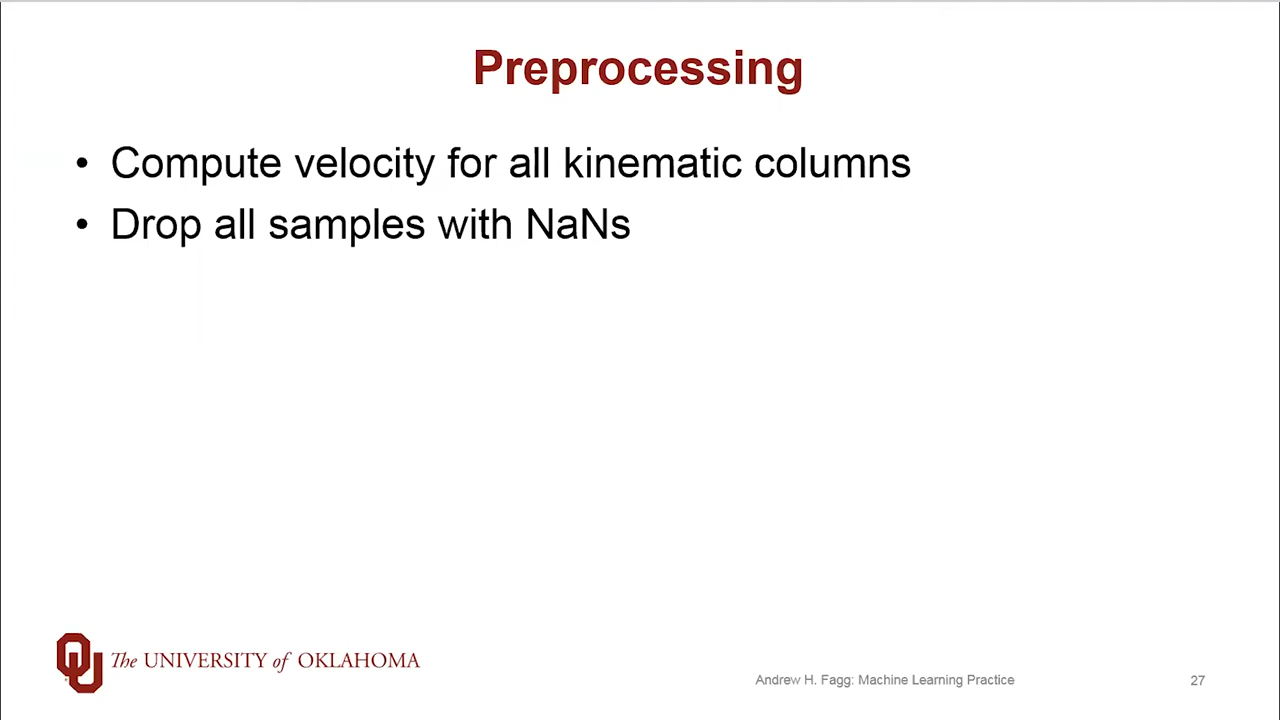 Preprocessing
• Compute velocity for all kinematic columns
• Drop all samples with NaNs
The UNIVERSITY of OKLAHOMA
Andrew H. Fagg: Machine Learning Practice
27